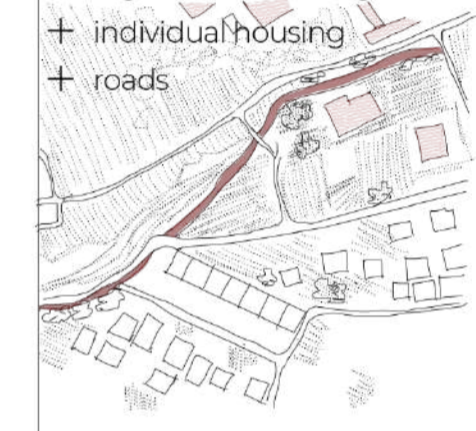 + individual housing
+ roads